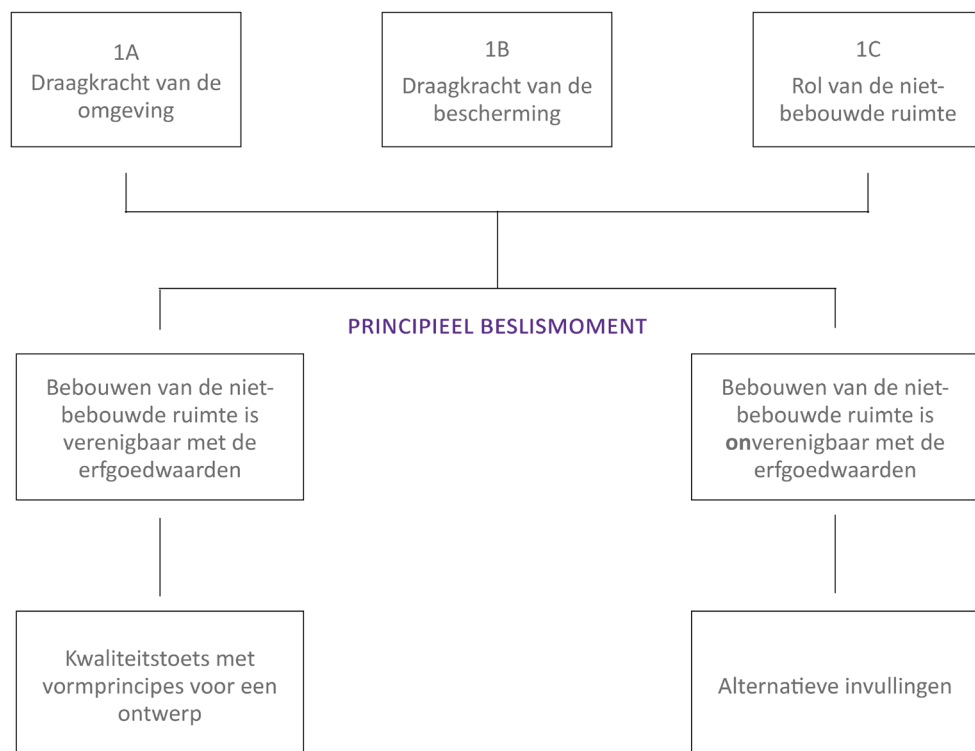 1A
Draagkracht van de
omgeving
1B
Draagkracht van de
bescherming
1C
Rol van de niet-
bebouwde ruimte
PRINCIPIEEL BESLISMOMENT
Bebouwen van de niet-
bebouwde ruimte is
verenigbaar met de
erfgoedwaarden
Bebouwen van de niet-
bebouwde ruimte is
onverenigbaar met de
erfgoedwaarden
Kwaliteitstoets met
vormprincipes voor een
ontwerp
Alternatieve invullingen